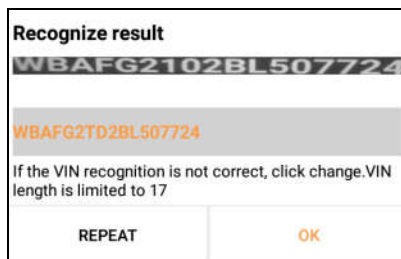 Recognize result
WBAFG2102BL507724
WBAFG2TD2BL507724
If the VIN recognition is not correct, click change.VIN
length is limited to 17
REPEAT OK